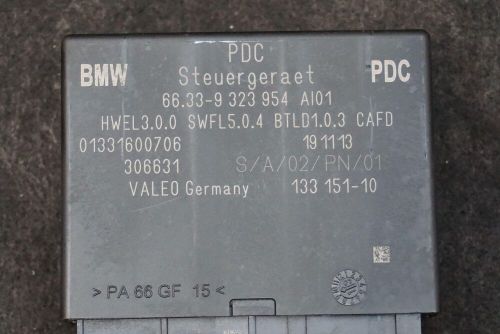 PDC
BMW Steuergeraet PDC
66.33-9 323 954 AI01
HWEL3.0.0 SWFL5.0.4 BTLD1.0.3 CAFD
01331600706 191113
306631 S/A/02/PN/01
VALEO Germany 133 151-10
> PA 66 GF 15 <